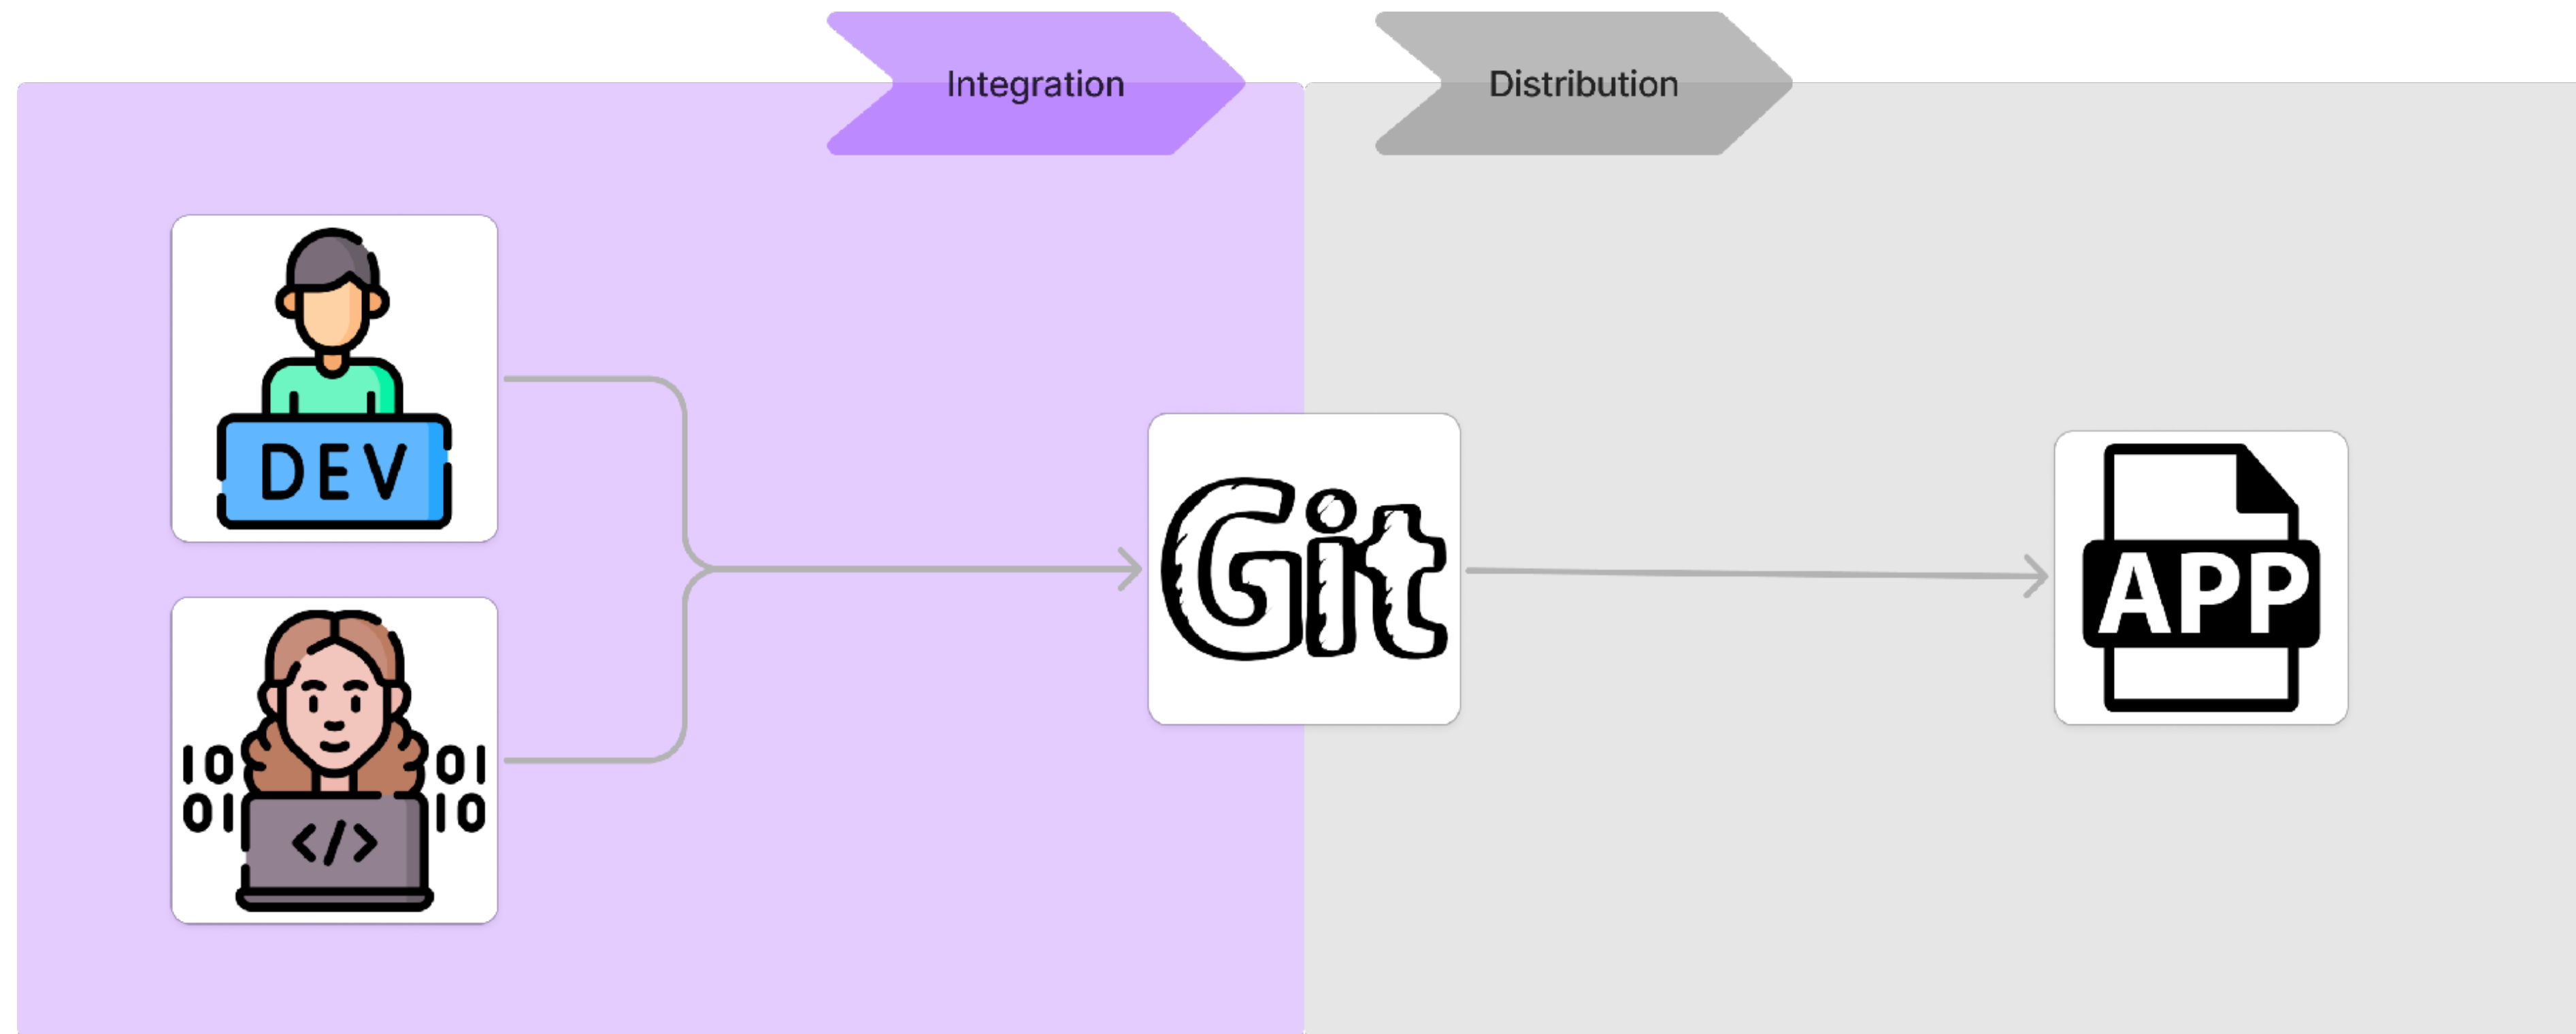 Integration
Distribution
DEV
10 01
01 10
</>
Git
APP